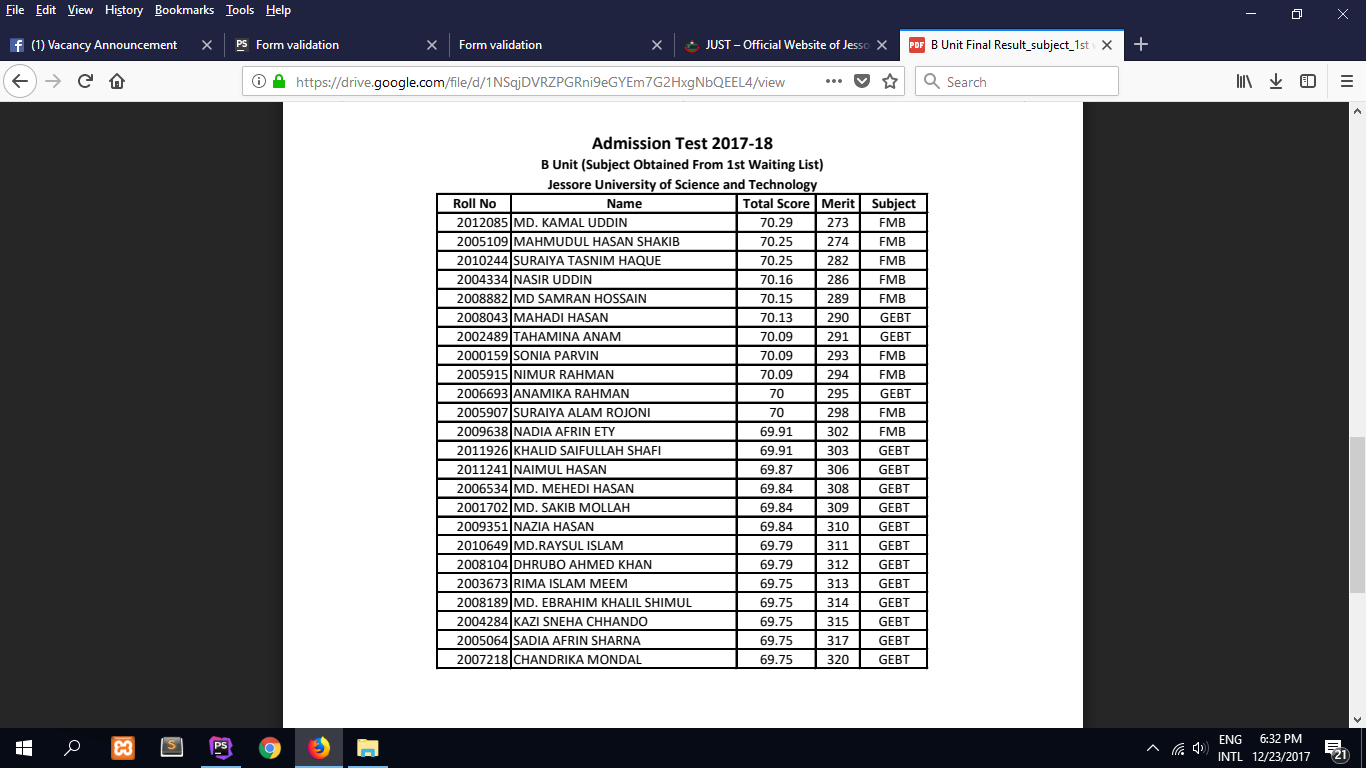 File Edit View History Bookmarks Tools Help
(1) Vacancy Announcement Form validation Form validation JUST – Official Website of Jesso B Unit Final Result_subject_1st
https://drive.google.com/file/d/1NSqjDVRZPGRni9eGYEm7G2HxgNbQEEL4/view Search
Admission Test 2017-18
B Unit (Subject Obtained From 1st Waiting List)
Jessore University of Science and Technology
Roll No Name Total Score Merit Subject
2012085 MD. KAMAL UDDIN 70.29 273 FMB
2005109 MAHMUDUL HASAN SHAKIB 70.25 274 FMB
2010244 SURAIYA TASNIM HAQUE 70.25 282 FMB
2004334 NASIR UDDIN 70.16 286 FMB
2008882 MD SAMRAN HOSSAIN 70.15 289 FMB
2008043 MAHADI HASAN 70.13 290 GEBT
2002489 TAHAMINA ANAM 70.09 291 GEBT
2000159 SONIA PARVIN 70.09 293 FMB
2005915 NIMUR RAHMAN 70.09 294 FMB
2006693 ANAMIKA RAHMAN 70 295 GEBT
2005907 SURAIYA ALAM ROJONI 70 298 FMB
2009638 NADIA AFRIN ETY 69.91 302 FMB
2011926 KHALID SAIFULLAH SHAFI 69.91 303 GEBT
2011241 NAIMUL HASAN 69.87 306 GEBT
2006534 MD. MEHEDI HASAN 69.84 308 GEBT
2001702 MD. SAKIB MOLLAH 69.84 309 GEBT
2009351 NAZIA HASAN 69.84 310 GEBT
2010649 MD.RAYSUL ISLAM 69.79 311 GEBT
2008104 DHRUBO AHMED KHAN 69.79 312 GEBT
2003673 RIMA ISLAM MEEM 69.75 313 GEBT
2008189 MD. EBRAHIM KHALIL SHIMUL 69.75 314 GEBT
2004284 KAZI SNEHA CHHANDO 69.75 315 GEBT
2005064 SADIA AFRIN SHARNA 69.75 317 GEBT
2007218 CHANDRIKA MONDAL 69.75 320 GEBT
ENG 6:32 PM
INTL 12/23/2017 21